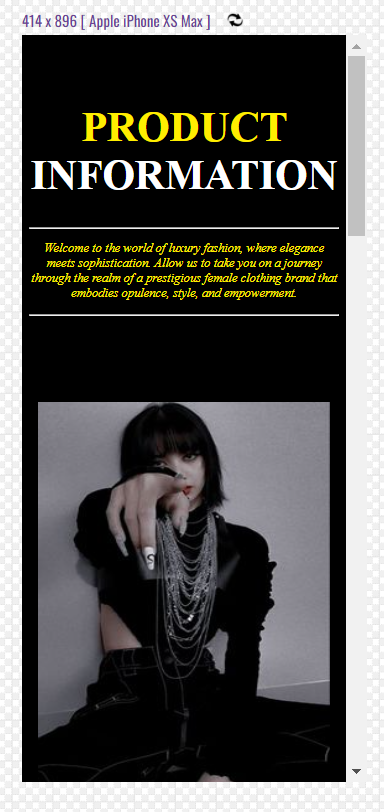 414 x 896 [ Apple iPhone XS Max ]
PRODUCT
INFORMATION
Welcome to the world of luxury fashion, where elegance
meets sophistication. Allow us to take you on a journey
through the realm of a prestigious female clothing brand that
embodies opulence, style, and empowerment.